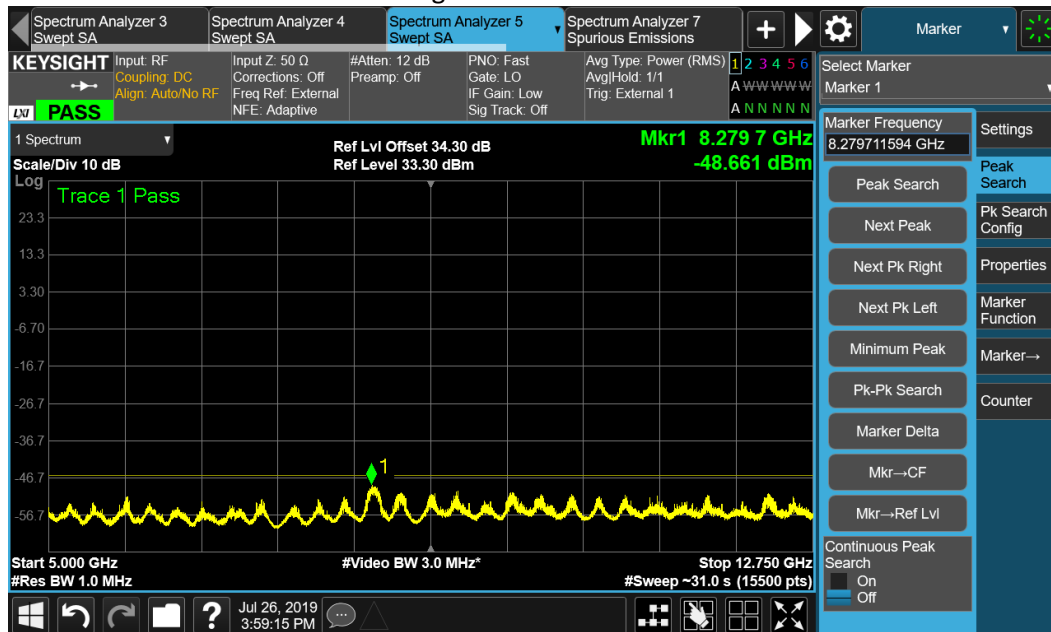 Spectrum Analyzer 3
Swept SA
Spectrum Analyzer 4
Swept SA
Spectrum Analyzer 5
Swept SA
Spectrum Analyzer 7
Spurious Emissions
Marker
KEYSIGHT
LXI
PASS
Input: RF
Coupling: DC
Align: Auto/No RF
Input Z: 50 Ω
Corrections: Off
Freq Ref: External
NFE: Adaptive
#Atten: 12 dB
Preamp: Off
PNO: Fast
Gate: LO
IF Gain: Low
Sig Track: Off
Avg Type: Power (RMS)
Avg|Hold: 1/1
Trig: External 1
1 2 3 4 5 6
A W W W W W
A N N N N N
Select Marker
Marker 1
1 Spectrum
Scale/Div 10 dB
Ref Lvl Offset 34.30 dB
Ref Level 33.30 dBm
Mkr1 8.279 7 GHz
-48.661 dBm
Log
Trace 1 Pass
23.3
13.3
3.30
-6.70
-16.7
-26.7
-36.7
-46.7
-56.7
1
Start 5.000 GHz
#Res BW 1.0 MHz
#Video BW 3.0 MHz*
Stop 12.750 GHz
#Sweep ~31.0 s (15500 pts)
Marker Frequency
8.279711594 GHz
Peak Search
Next Peak
Next Pk Right
Next Pk Left
Minimum Peak
Pk-Pk Search
Marker Delta
Mkr→CF
Mkr→Ref Lvl
Continuous Peak
Search
On
Off
Settings
Peak
Search
Pk Search
Config
Properties
Marker
Function
Marker→
Counter
?
Jul 26, 2019
3:59:15 PM